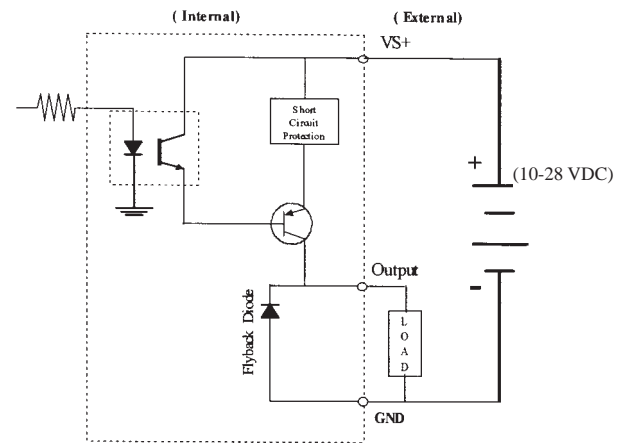 ( Internal)
( External)
VS+
Short
Circuit
Protection
+
(10-28 VDC)
Output
-
Flyback Diode
L
O
A
D
GND